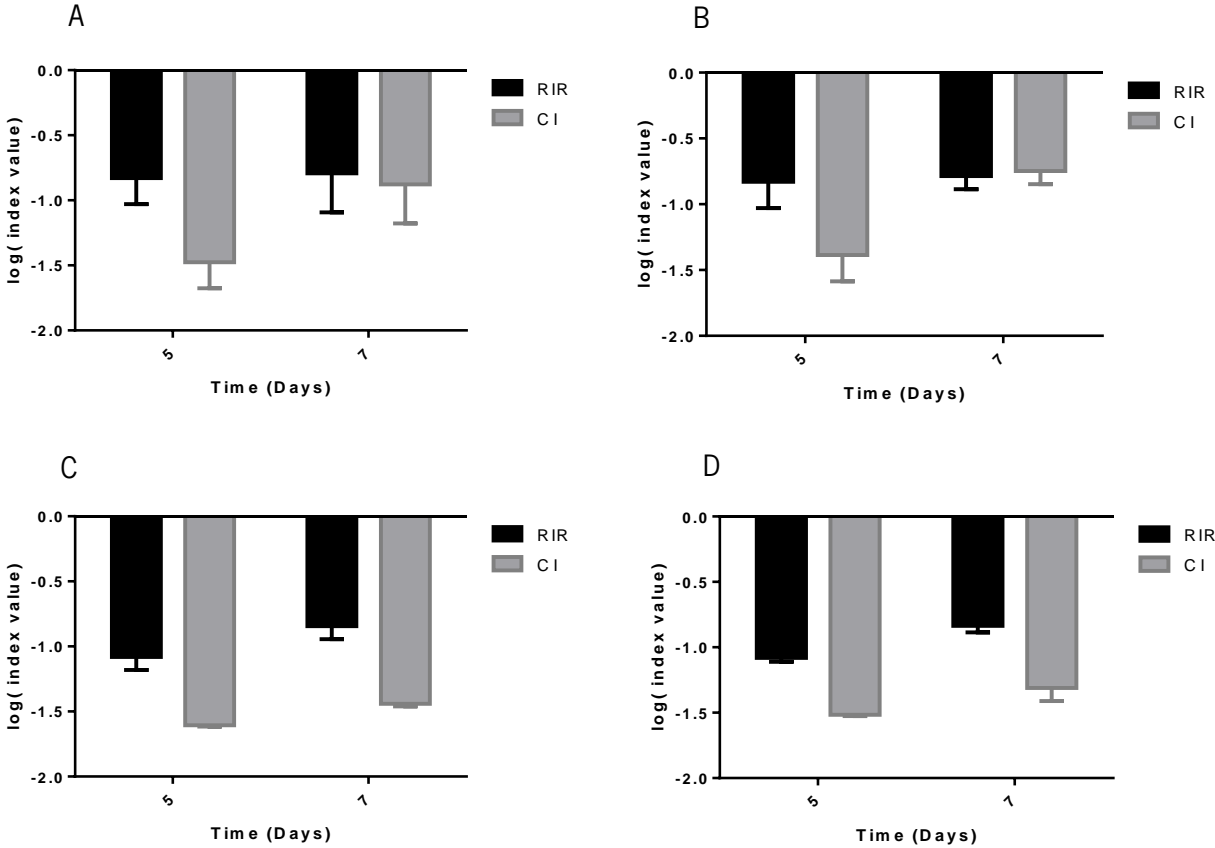 A
0.0
-0.5
-1.0
-1.5
-2.0
log( index value)
5
7
Time (Days)
RIR
CI
B
0.0
-0.5
-1.0
-1.5
-2.0
log( index value)
5
7
Time (Days)
RIR
CI
C
0.0
-0.5
-1.0
-1.5
-2.0
log( index value)
5
7
Time (Days)
RIR
CI
D
0.0
-0.5
-1.0
-1.5
-2.0
log( index value)
5
7
Time (Days)
RIR
CI